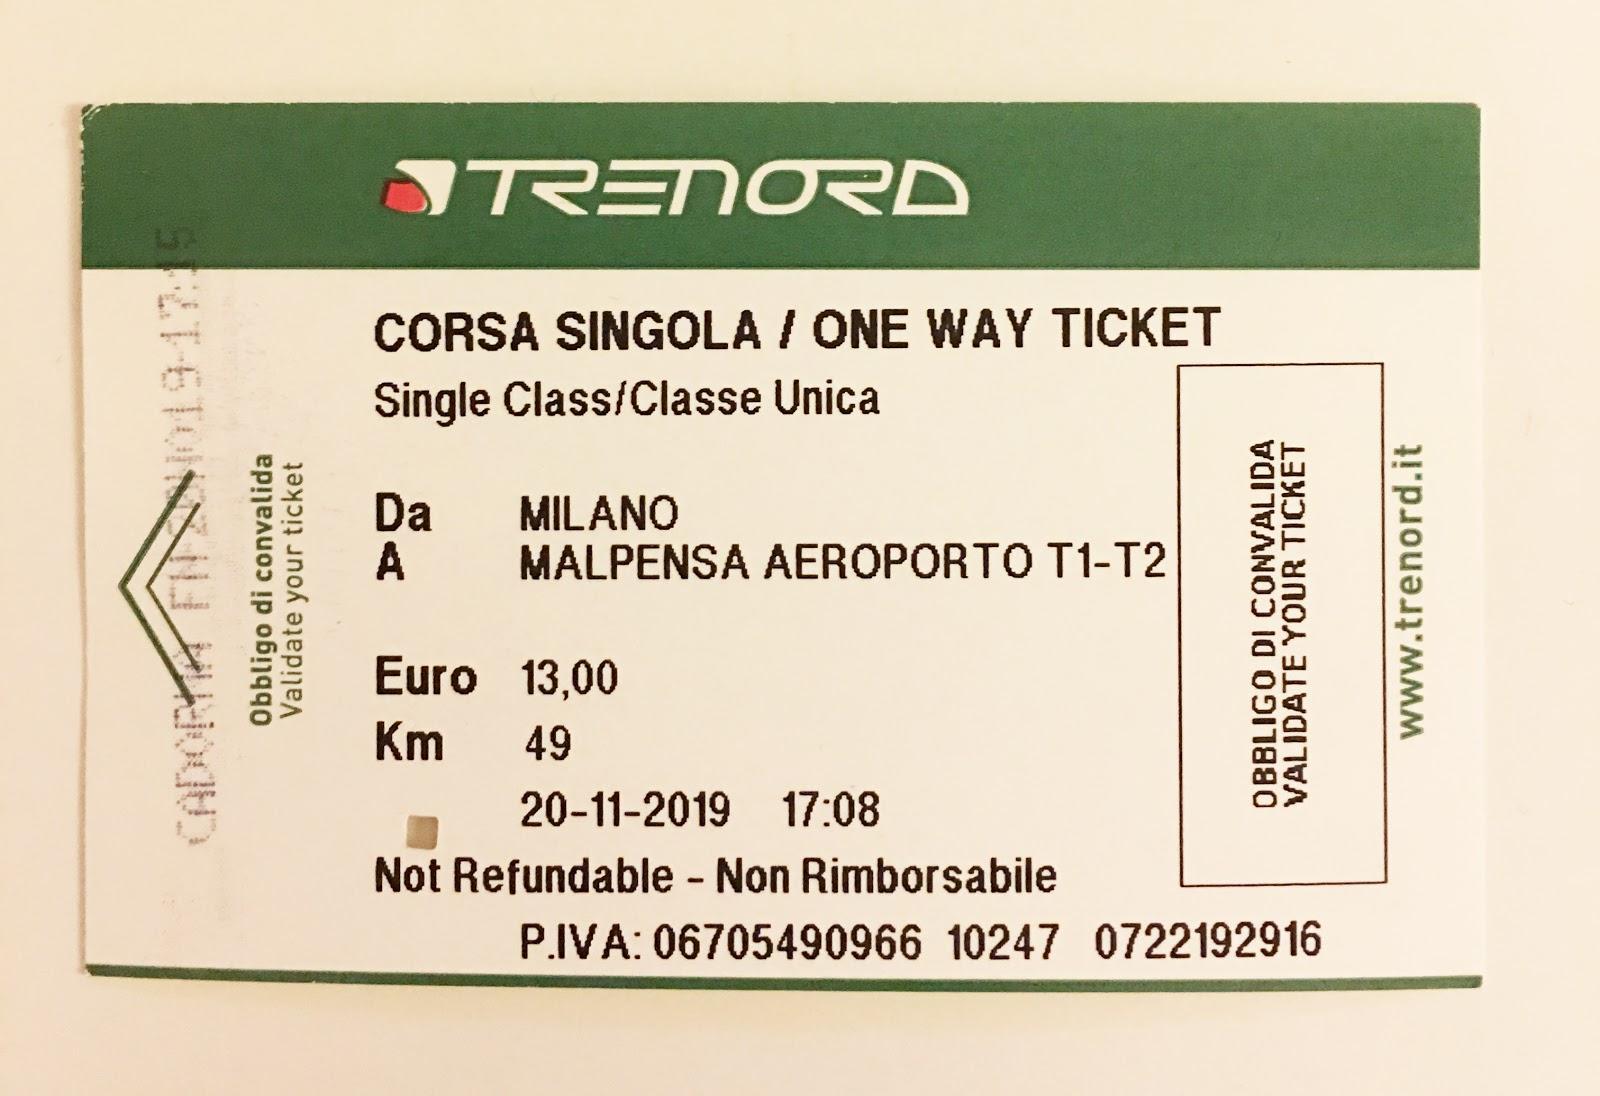 TRENORD
CORSA SINGOLA / ONE WAY TICKET
Single Class/Classe Unica
Da MILANO
A MALPENSA AEROPORTO T1-T2
Euro 13,00
Km 49
20-11-2019 17:08
Not Refundable - Non Rimborsabile
P.IVA: 06705490966 10247 0722192916
Obbligo di convalida
Validate your ticket
CADORNA FN
OBBLIGO DI CONVALIDA
VALIDATE YOUR TICKET
www.trenord.it